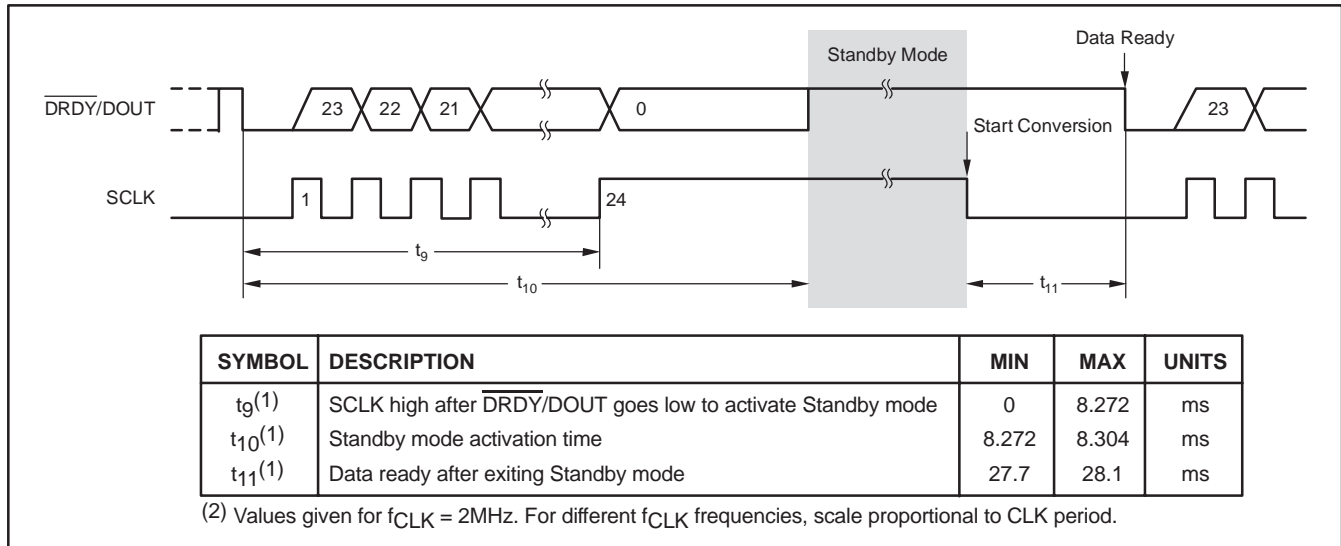 Data Ready
Standby Mode
DRDY/DOUT 23 22 21 0 Start Conversion 23
SCLK 1 24
t9
t10 t11
SYMBOL DESCRIPTION MIN MAX UNITS
t9(1) SCLK high after DRDY/DOUT goes low to activate Standby mode 0 8.272 ms
t10(1) Standby mode activation time 8.272 8.304 ms
t11(1) Data ready after exiting Standby mode 27.7 28.1 ms
(2) Values given for fCLK = 2MHz. For different fCLK frequencies, scale proportional to CLK period.